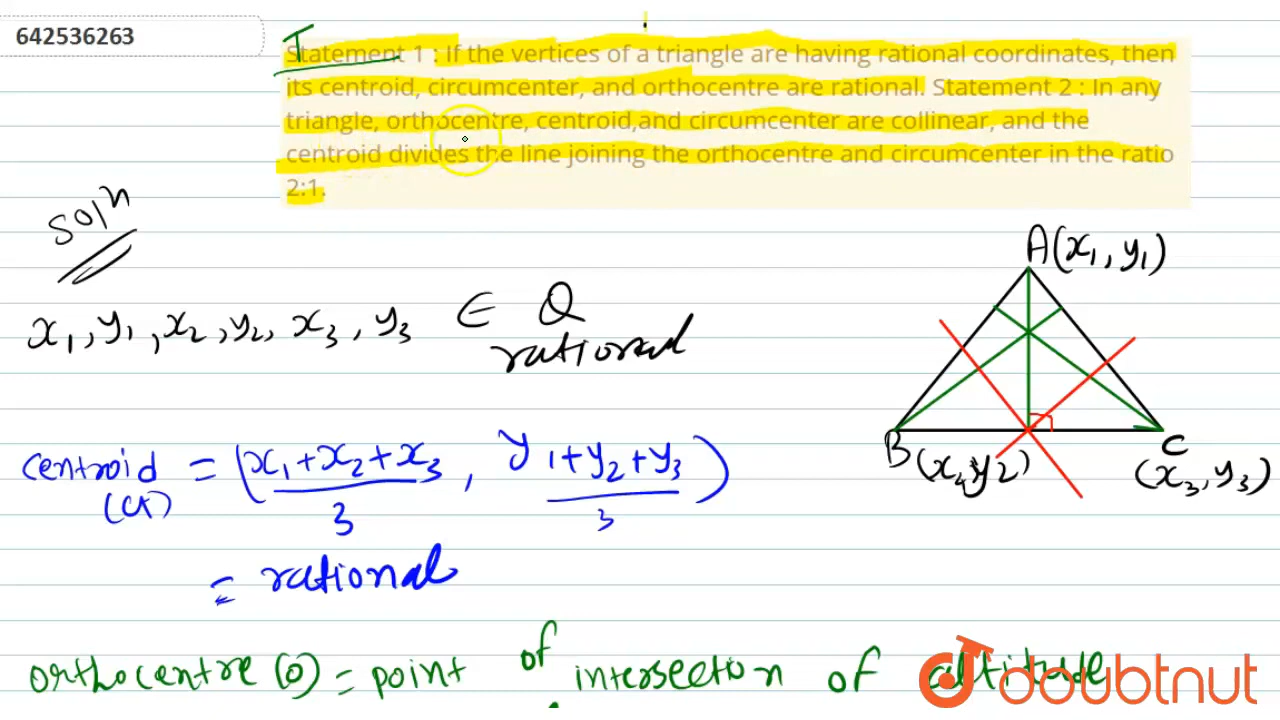 642536263
I
Statement 1 : If the vertices of a triangle are having rational coordinates, then
its centroid, circumcenter, and orthocentre are rational. Statement 2 : In any
triangle, orthocentre, centroid,and circumcenter are collinear, and the
centroid divides the line joining the orthocentre and circumcenter in the ratio
2:1.
Soln
A(x₁, y₁)
x₁, y₁, x₂, y₂, x₃, y₃ ∈ Q
rational
B(x₂, y2)
C
(x₃, y₃)
centroid = (x₁+x₂+x₃/3, y₁+y₂+y₃/3)
(G)
= rational
orthocentre (O) = point of intersection of altitude
doubtnut